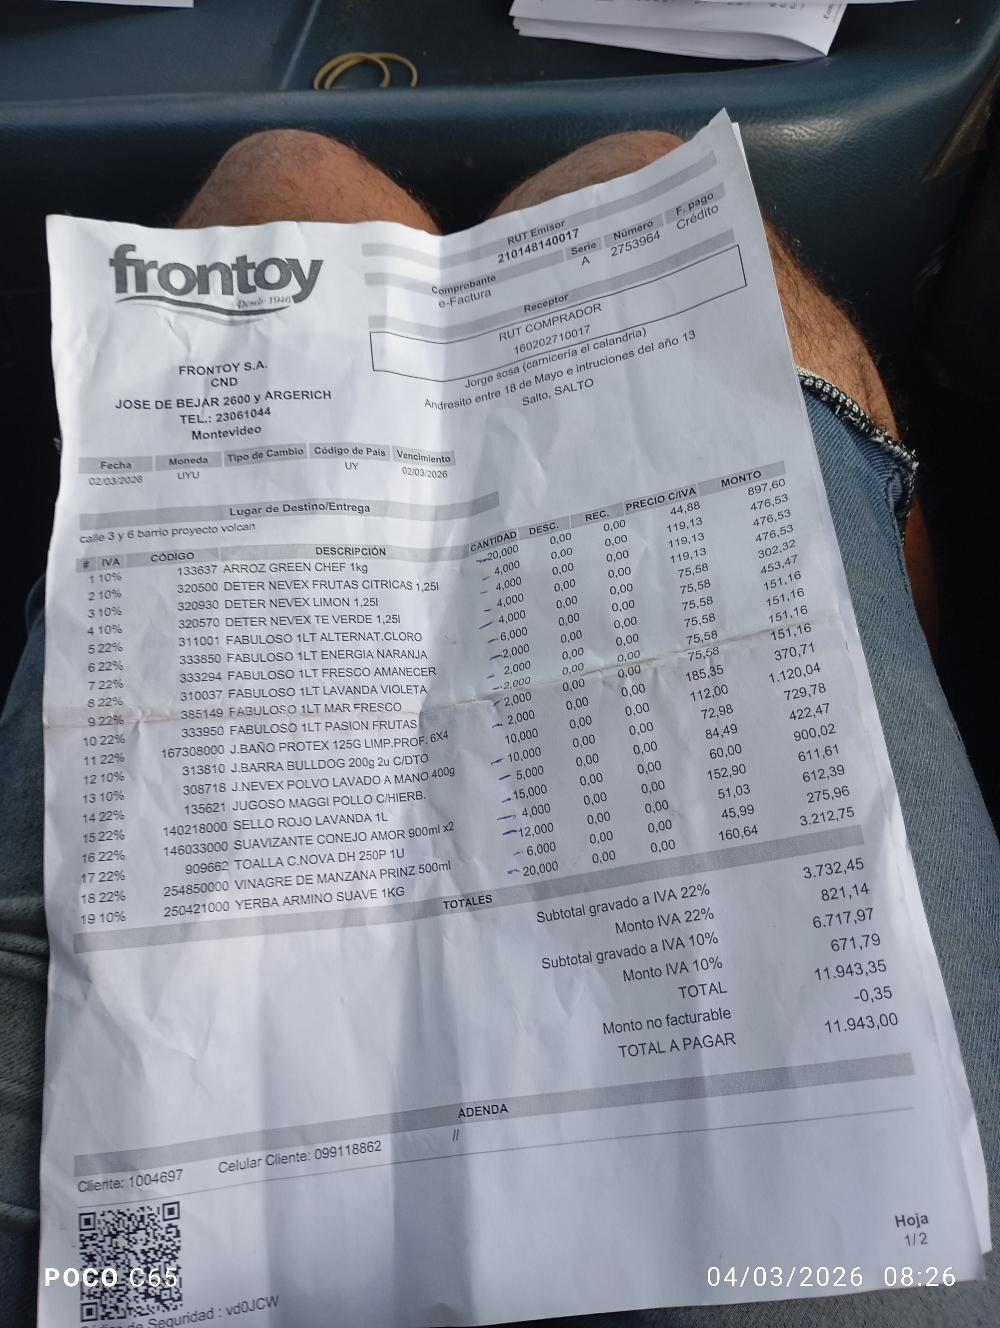 frontoy
Desde 1946
FRONTOY S.A.
CND
JOSE DE BEJAR 2600 y ARGERICH
TEL.: 23061044
Montevideo
RUT Emisor
210148140017
Comprobante Serie Número F. pago
e-Factura A 2753964 Crédito
Receptor
RUT COMPRADOR
160202710017
Jorge sosa (carnicería el calandria)
Andresito entre 18 de Mayo e intruciones del año 13
Salto, SALTO
Fecha Moneda Tipo de Cambio Código de País Vencimiento
02/03/2026 UYU UY 02/03/2026
Lugar de Destino/Entrega
calle 3 y 6 barrio proyecto volcan
# IVA CÓDIGO DESCRIPCIÓN CANTIDAD DESC. REC. PRECIO C/IVA MONTO
1 10% 133637 ARROZ GREEN CHEF 1kg 20,000 0,00 0,00 44,88 897,60
2 10% 320500 DETER NEVEX FRUTAS CITRICAS 1,25l 4,000 0,00 0,00 119,13 476,53
3 10% 320930 DETER NEVEX LIMON 1,25l 4,000 0,00 0,00 119,13 476,53
4 10% 320570 DETER NEVEX TE VERDE 1,25l 4,000 0,00 0,00 119,13 476,53
5 22% 311001 FABULOSO 1LT ALTERNAT.CLORO 4,000 0,00 0,00 75,58 302,32
6 22% 333850 FABULOSO 1LT ENERGIA NARANJA 6,000 0,00 0,00 75,58 453,47
7 22% 333294 FABULOSO 1LT FRESCO AMANECER 2,000 0,00 0,00 75,58 151,16
8 22% 310037 FABULOSO 1LT LAVANDA VIOLETA 2,000 0,00 0,00 75,58 151,16
9 22% 385149 FABULOSO 1LT MAR FRESCO 2,000 0,00 0,00 75,58 151,16
10 22% 333950 FABULOSO 1LT PASION FRUTAS 2,000 0,00 0,00 75,58 151,16
11 22% 167308000 J.BAÑO PROTEX 125G LIMP.PROF. 6X4 2,000 0,00 0,00 185,35 370,71
12 10% 313810 J.BARRA BULLDOG 200g 2u C/DTO 10,000 0,00 0,00 112,00 1.120,04
13 10% 308718 J.NEVEX POLVO LAVADO A MANO 400g 10,000 0,00 0,00 72,98 729,78
14 22% 135621 JUGOSO MAGGI POLLO C/HIERB. 5,000 0,00 0,00 84,49 422,47
15 22% 140218000 SELLO ROJO LAVANDA 1L 15,000 0,00 0,00 60,00 900,02
16 22% 146033000 SUAVIZANTE CONEJO AMOR 900ml x2 4,000 0,00 0,00 152,90 611,61
17 22% 909662 TOALLA C.NOVA DH 250P 1U 12,000 0,00 0,00 51,03 612,39
18 22% 254850000 VINAGRE DE MANZANA PRINZ 500ml 6,000 0,00 0,00 45,99 275,96
19 10% 250421000 YERBA ARMINO SUAVE 1KG 20,000 0,00 0,00 160,64 3.212,75
TOTALES
Subtotal gravado a IVA 22% 3.732,45
Monto IVA 22% 821,14
Subtotal gravado a IVA 10% 6.717,97
Monto IVA 10% 671,79
TOTAL 11.943,35
Monto no facturable -0,35
TOTAL A PAGAR 11.943,00
ADENDA
//
Cliente: 1004697 Celular Cliente: 099118862
Hoja
1/2
Código de Seguridad : vd0JCW
POCO C65
04/03/2026 08:26